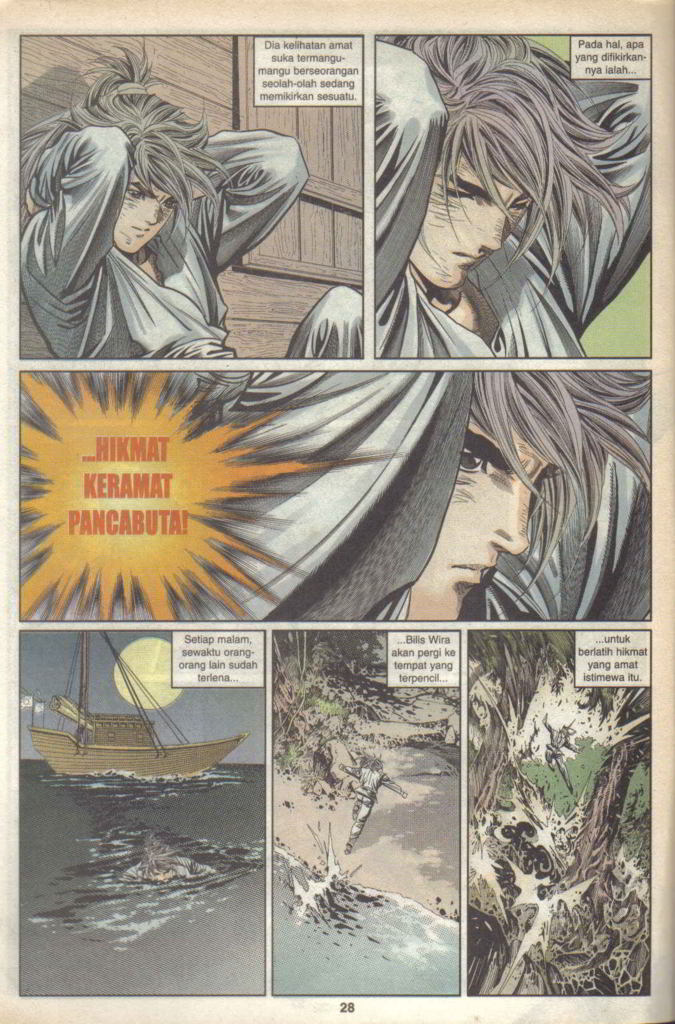 Dia kelihatan amat
suka termangu-
mangu berseorangan
seolah-olah sedang
memikirkan sesuatu.
Pada hal, apa
yang difikirkan-
nya ialah...
...HIKMAT
KERAMAT
PANCABUTA!
Setiap malam,
sewaktu orang-
orang lain sudah
terlena...
...Bilis Wira
akan pergi ke
tempat yang
terpencil...
...untuk
berlatih hikmat
yang amat
istimewa itu.
28